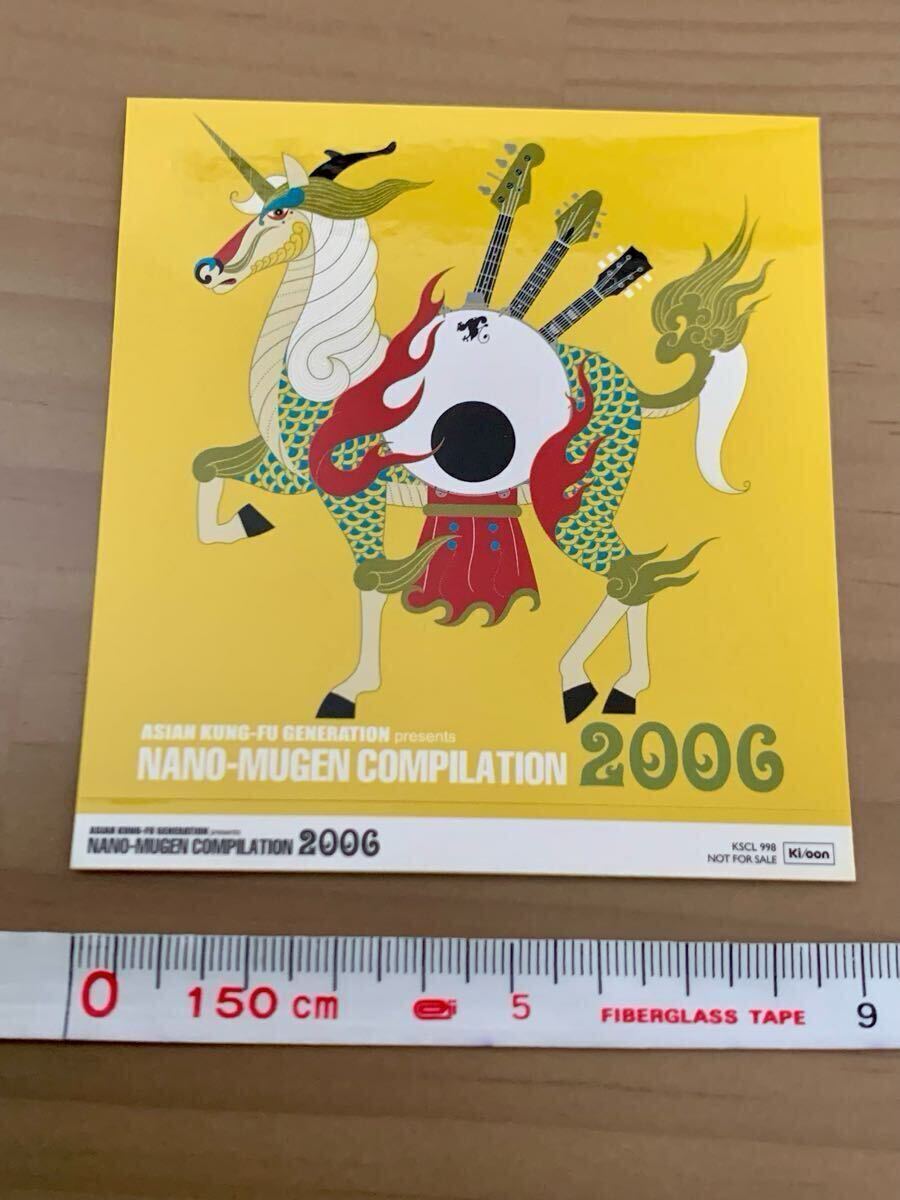 ASIAN KUNG-FU GENERATION presents
NANO-MUGEN COMPILATION 2006
ASIAN KUNG-FU GENERATION presents
NANO-MUGEN COMPILATION 2006
KSCL 998
NOT FOR SALE
Ki/oon
0 150 cm 5 FIBERGLASS TAPE 9